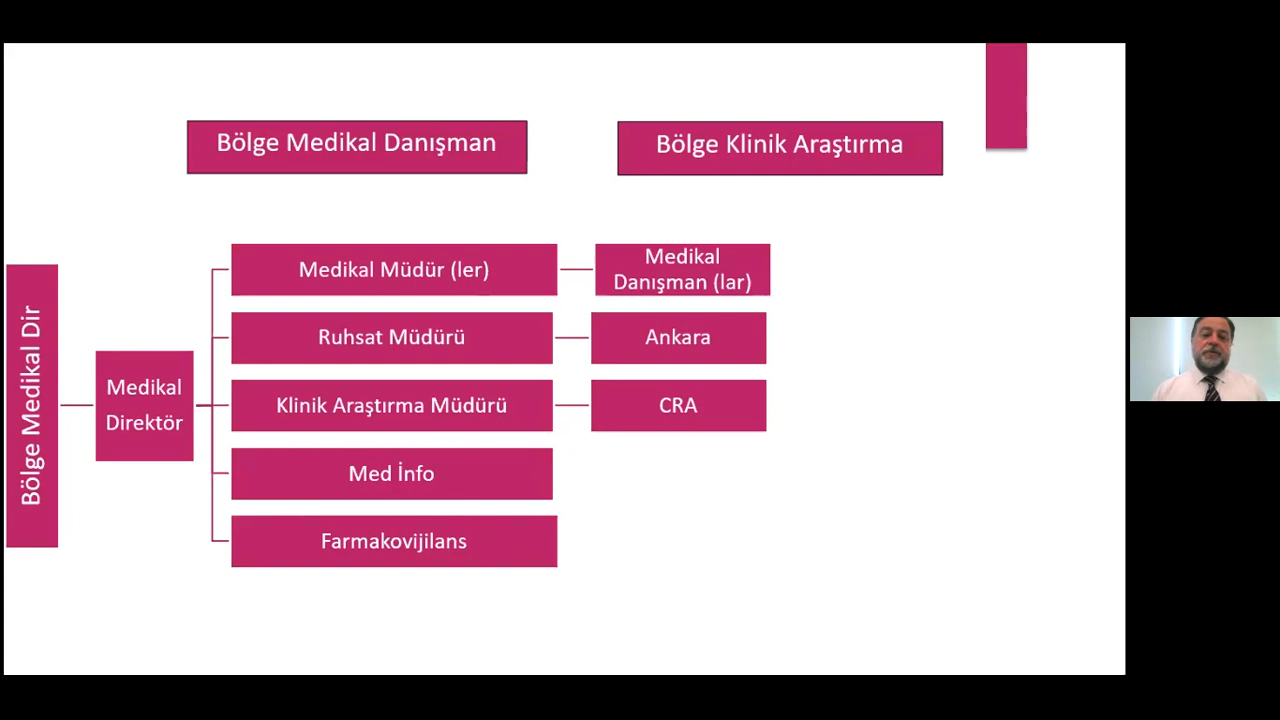 Bölge Medikal Danışman
Bölge Klinik Araştırma
Bölge Medikal Dir
Medikal
Direktör
Medikal Müdür (ler)
Medikal
Danışman (lar)
Ruhsat Müdürü
Ankara
Klinik Araştırma Müdürü
CRA
Med İnfo
Farmakovijilans